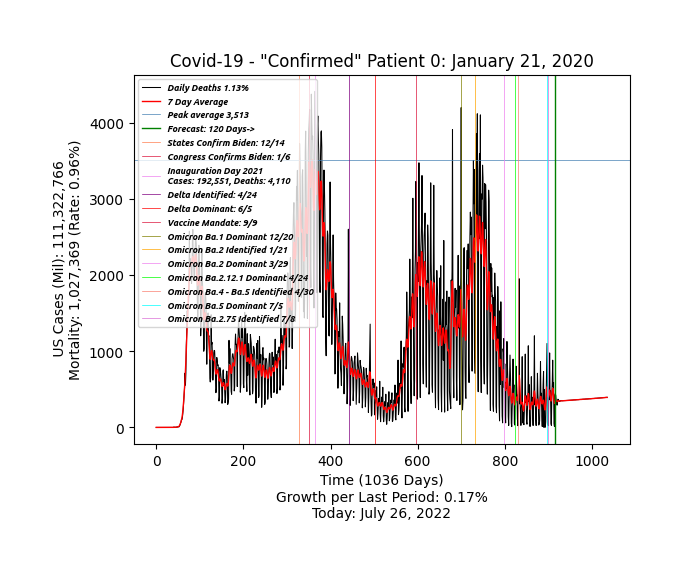 Covid-19 - "Confirmed" Patient 0: January 21, 2020
Daily Deaths 1.13%
7 Day Average
Peak average 3,513
Forecast: 120 Days->
States Confirm Biden: 12/14
Congress Confirms Biden: 1/6
Inauguration Day 2021
Cases: 192,551, Deaths: 4,110
Delta Identified: 4/24
Delta Dominant: 6/5
Vaccine Mandate: 9/9
Omicron Ba.1 Dominant 12/20
Omicron Ba.2 Identified 1/21
Omicron Ba.2 Dominant 3/29
Omicron Ba.2.12.1 Dominant 4/24
Omicron Ba.4 - Ba.5 Identified 4/30
Omicron Ba.5 Dominant 7/5
Omicron Ba.2.75 Identified 7/8
US Cases (Mil): 111,322,766
Mortality: 1,027,369 (Rate: 0.96%)
4000
3000
2000
1000
0
0 200 400 600 800 1000
Time (1036 Days)
Growth per Last Period: 0.17%
Today: July 26, 2022